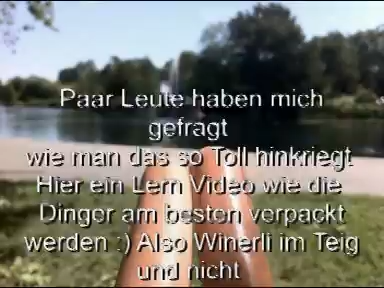 Paar Leute haben mich
gefragt
wie man das so Toll hinkriegt
Hier ein Lern Video wie die
Dinger am besten verpackt
werden :) Also Winerli im Teig
und nicht